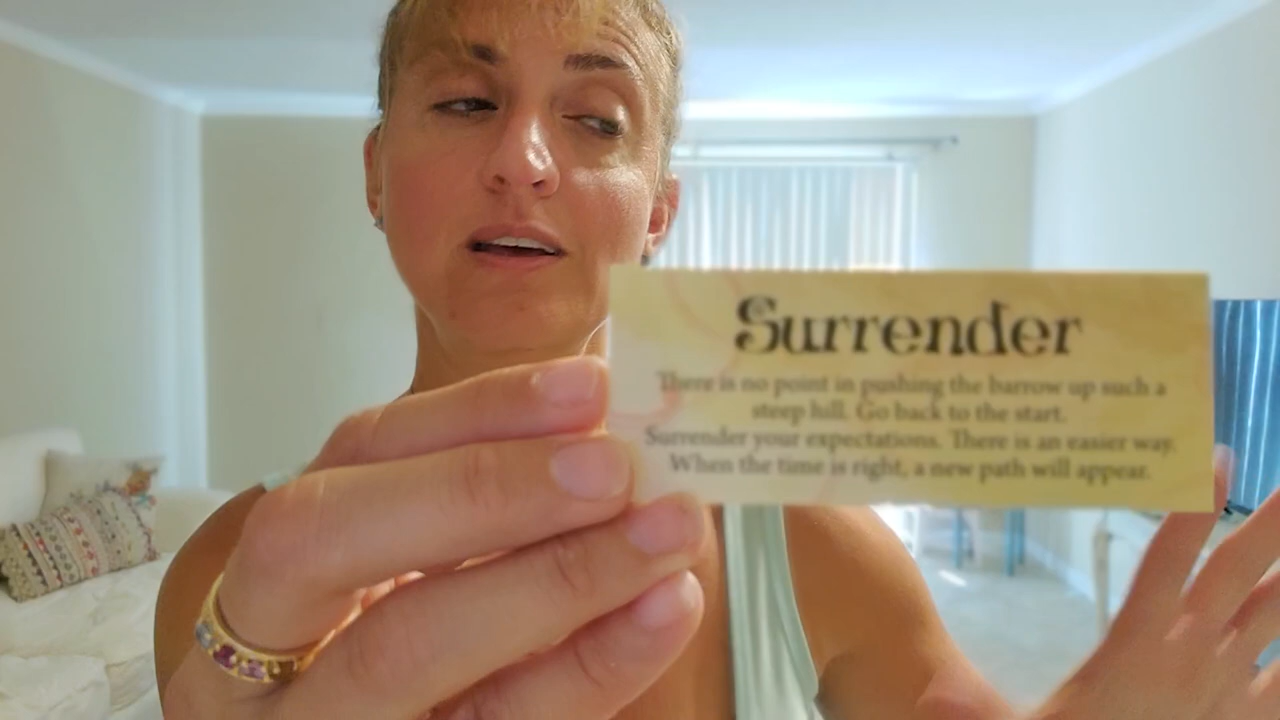 Surrender
There is no point in pushing the barrow up such a
steep hill. Go back to the start.
Surrender your expectations. There is an easier way.
When the time is right, a new path will appear.